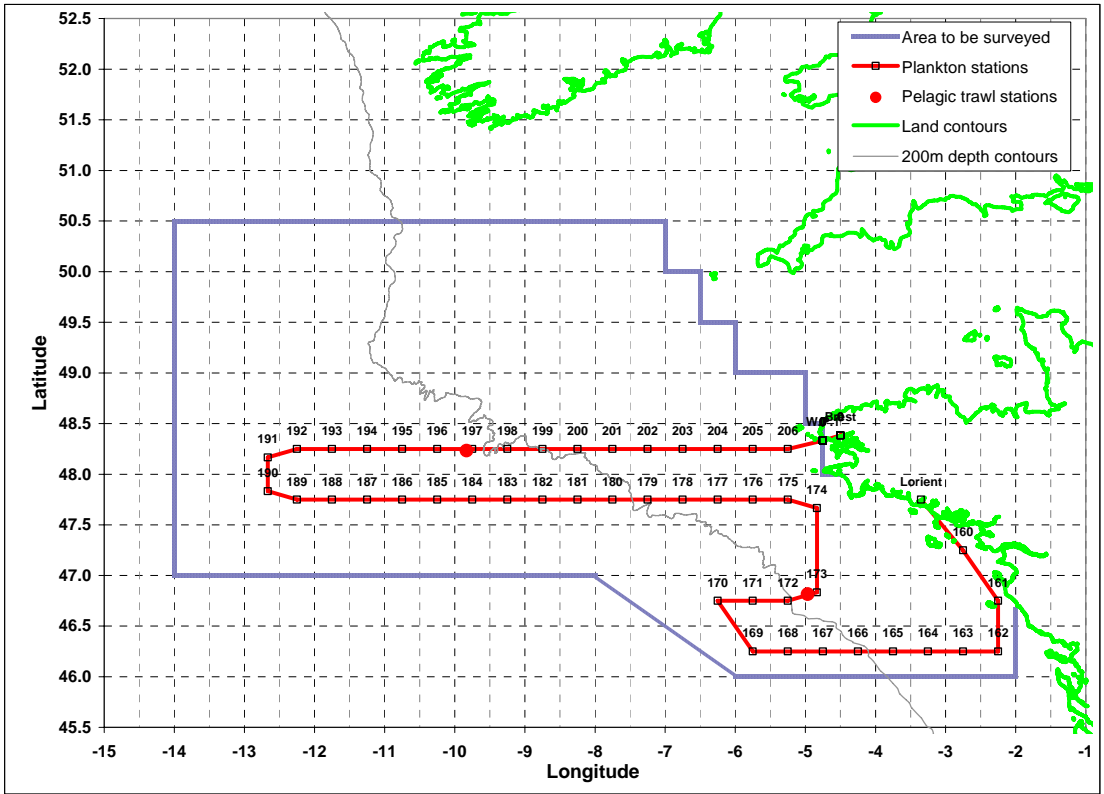 52.5
52.0
51.5
51.0
50.5
50.0
49.5
49.0
48.5
48.0
47.5
47.0
46.5
46.0
45.5
Latitude
Area to be surveyed
Plankton stations
Pelagic trawl stations
Land contours
200m depth contours
Brest
191 192 193 194 195 196 197 198 199 200 201 202 203 204 205 206
190 189 188 187 186 185 184 183 182 181 180 179 178 177 176 175 174
Lorient
160
173
170 171 172
161
169 168 167 166 165 164 163 162
-15 -14 -13 -12 -11 -10 -9 -8 -7 -6 -5 -4 -3 -2 -1
Longitude